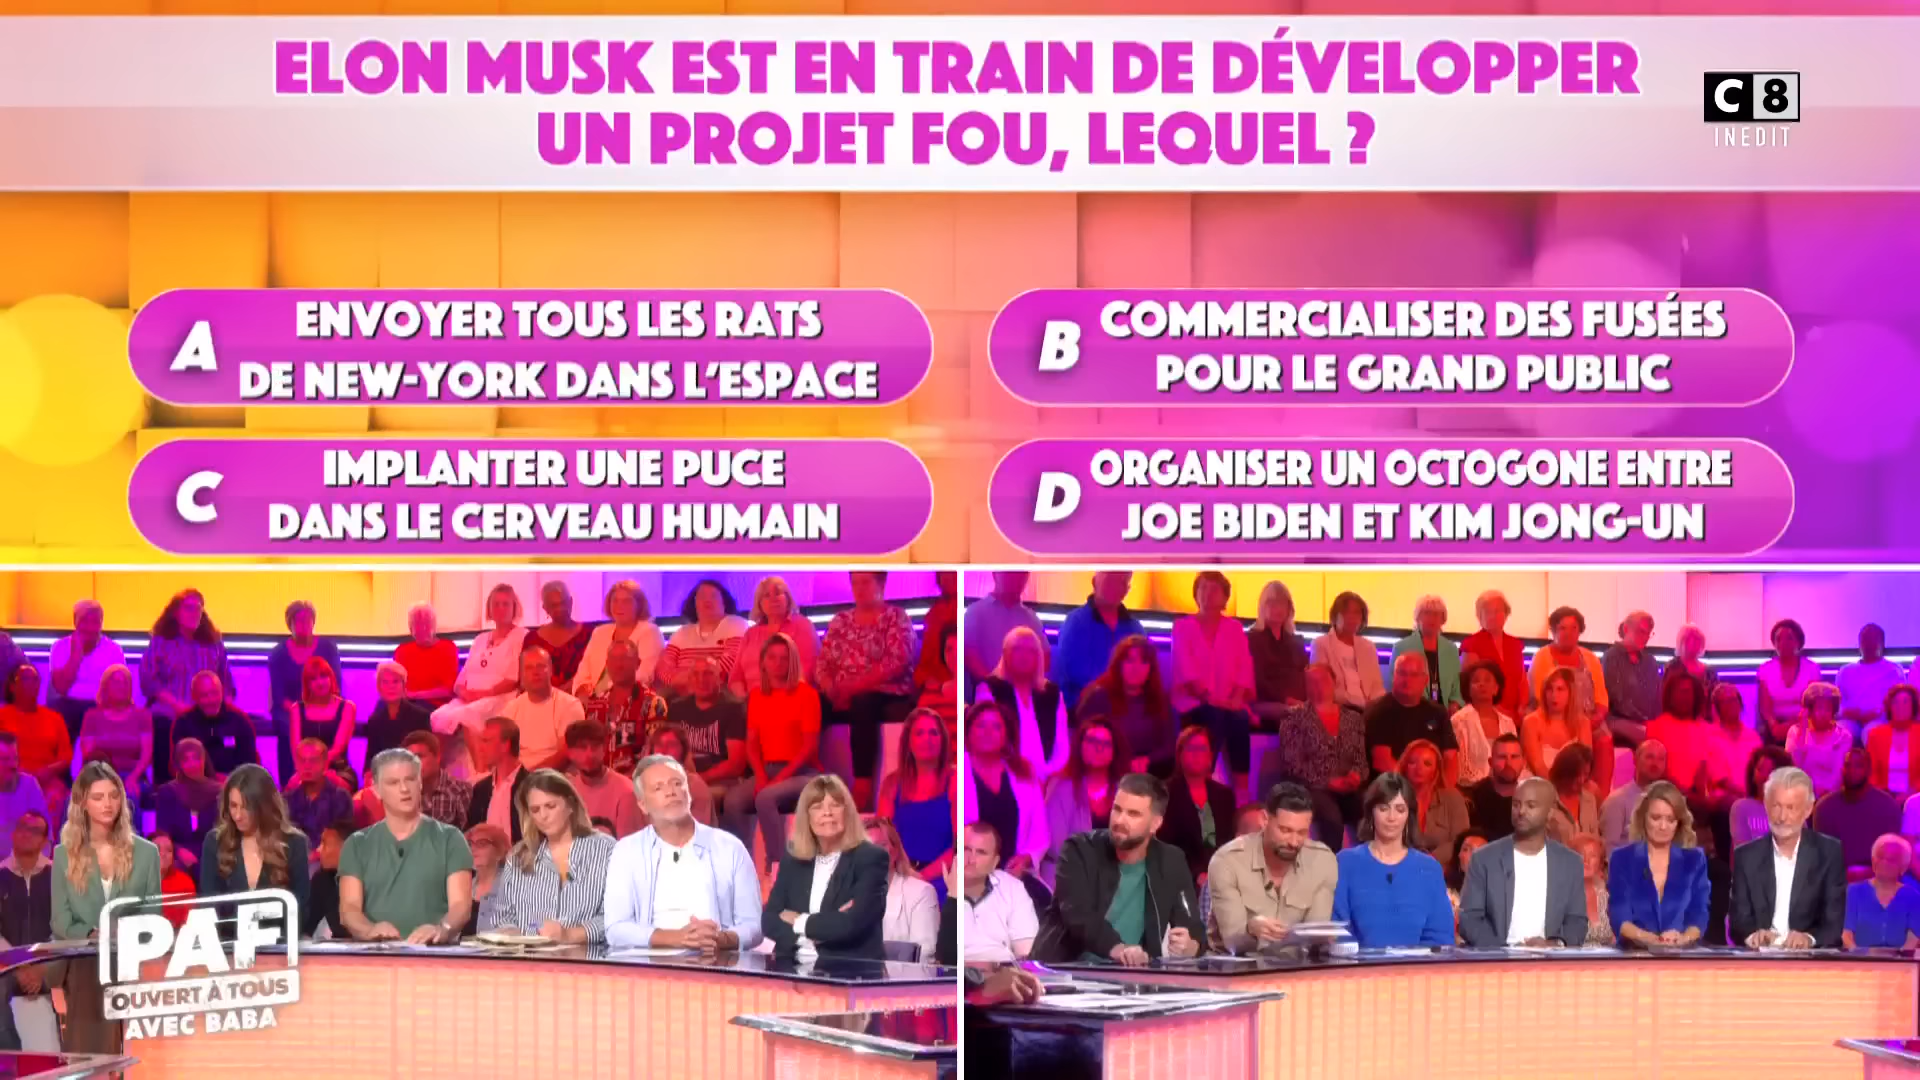 ELON MUSK EST EN TRAIN DE DÉVELOPPER
UN PROJET FOU, LEQUEL ?
C8
INEDIT
A
ENVOYER TOUS LES RATS
DE NEW-YORK DANS L'ESPACE
B
COMMERCIALISER DES FUSÉES
POUR LE GRAND PUBLIC
C
IMPLANTER UNE PUCE
DANS LE CERVEAU HUMAIN
D
ORGANISER UN OCTOGONE ENTRE
JOE BIDEN ET KIM JONG-UN
PAF
OUVERT À TOUS
AVEC BABA